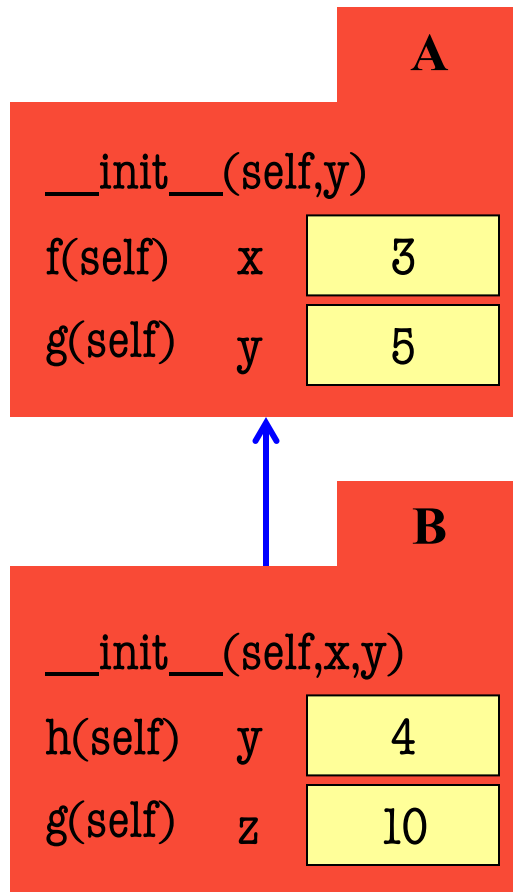 A
__init__(self,y)
f(self) x 3
g(self) y 5
B
__init__(self,x,y)
h(self) y 4
g(self) z 10